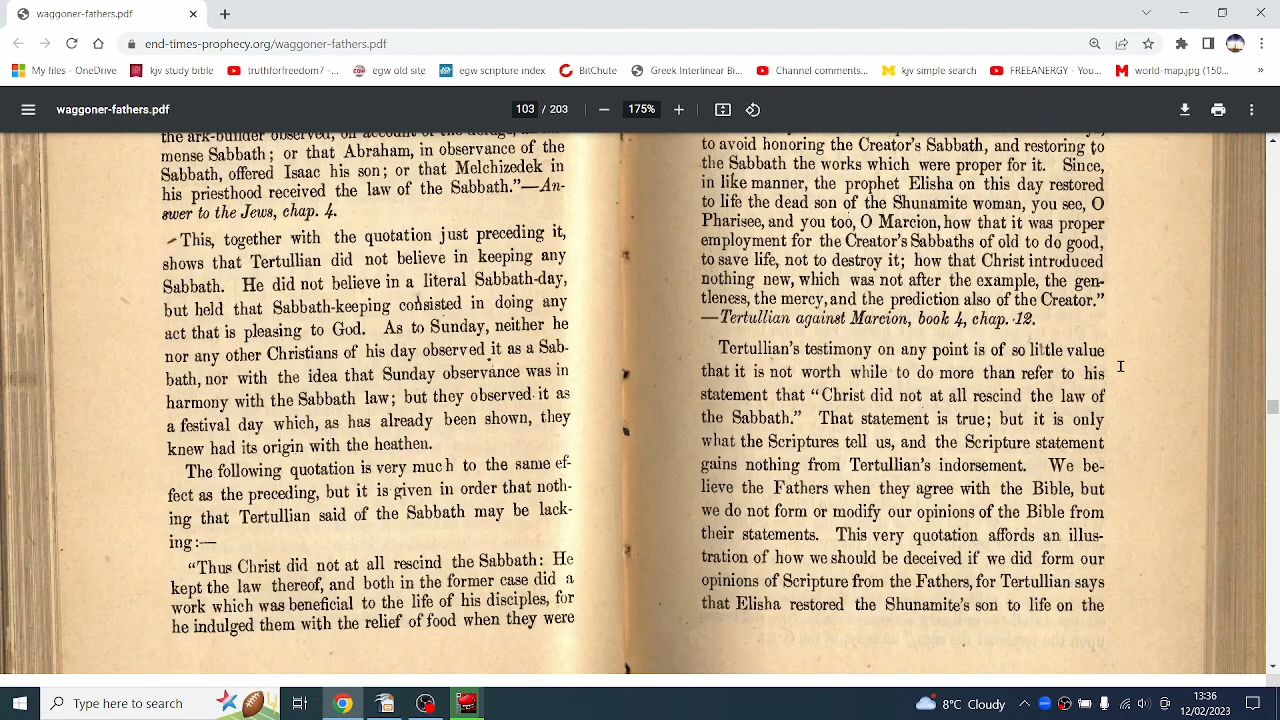 waggoner-fathers.pdf
end-times-prophecy.org/waggoner-fathers.pdf
My files - OneDrive
kjv study bible
truthforfreedom7 - ...
egw old site
egw scripture index
BitChute
Greek Interlinear Bi...
Channel comments...
kjv simple search
FREEANERGY - You...
world-map.jpg (150...
»
waggoner-fathers.pdf
103 / 203
175%
mense Sabbath; or that Abraham, in observance of the
Sabbath, offered Isaac his son; or that Melchizedek in
his priesthood received the law of the Sabbath."—An-
swer to the Jews, chap. 4.
This, together with the quotation just preceding it,
shows that Tertullian did not believe in keeping any
Sabbath. He did not believe in a literal Sabbath-day,
but held that Sabbath-keeping consisted in doing any
act that is pleasing to God. As to Sunday, neither he
nor any other Christians of his day observed it as a Sab-
bath, nor with the idea that Sunday observance was in
harmony with the Sabbath law; but they observed it as
a festival day which, as has already been shown, they
knew had its origin with the heathen.
The following quotation is very much to the same ef-
fect as the preceding, but it is given in order that noth-
ing that Tertullian said of the Sabbath may be lack-
ing:—
"Thus Christ did not at all rescind the Sabbath: He
kept the law thereof, and both in the former case did a
work which was beneficial to the life of his disciples, for
he indulged them with the relief of food when they were
to avoid honoring the Creator's Sabbath, and restoring to
the Sabbath the works which were proper for it. Since,
in like manner, the prophet Elisha on this day restored
to life the dead son of the Shunamite woman, you see, O
Pharisee, and you too, O Marcion, how that it was proper
employment for the Creator's Sabbaths of old to do good,
to save life, not to destroy it; how that Christ introduced
nothing new, which was not after the example, the gen-
tleness, the mercy, and the prediction also of the Creator."
—Tertullian against Marcion, book 4, chap. 12.
Tertullian's testimony on any point is of so little value
that it is not worth while to do more than refer to his
statement that "Christ did not at all rescind the law of
the Sabbath." That statement is true; but it is only
what the Scriptures tell us, and the Scripture statement
gains nothing from Tertullian's indorsement. We be-
lieve the Fathers when they agree with the Bible, but
we do not form or modify our opinions of the Bible from
their statements. This very quotation affords an illus-
tration of how we should be deceived if we did form our
opinions of Scripture from the Fathers, for Tertullian says
that Elisha restored the Shunamite's son to life on the
Type here to search
8°C Cloudy
13:36
12/02/2023